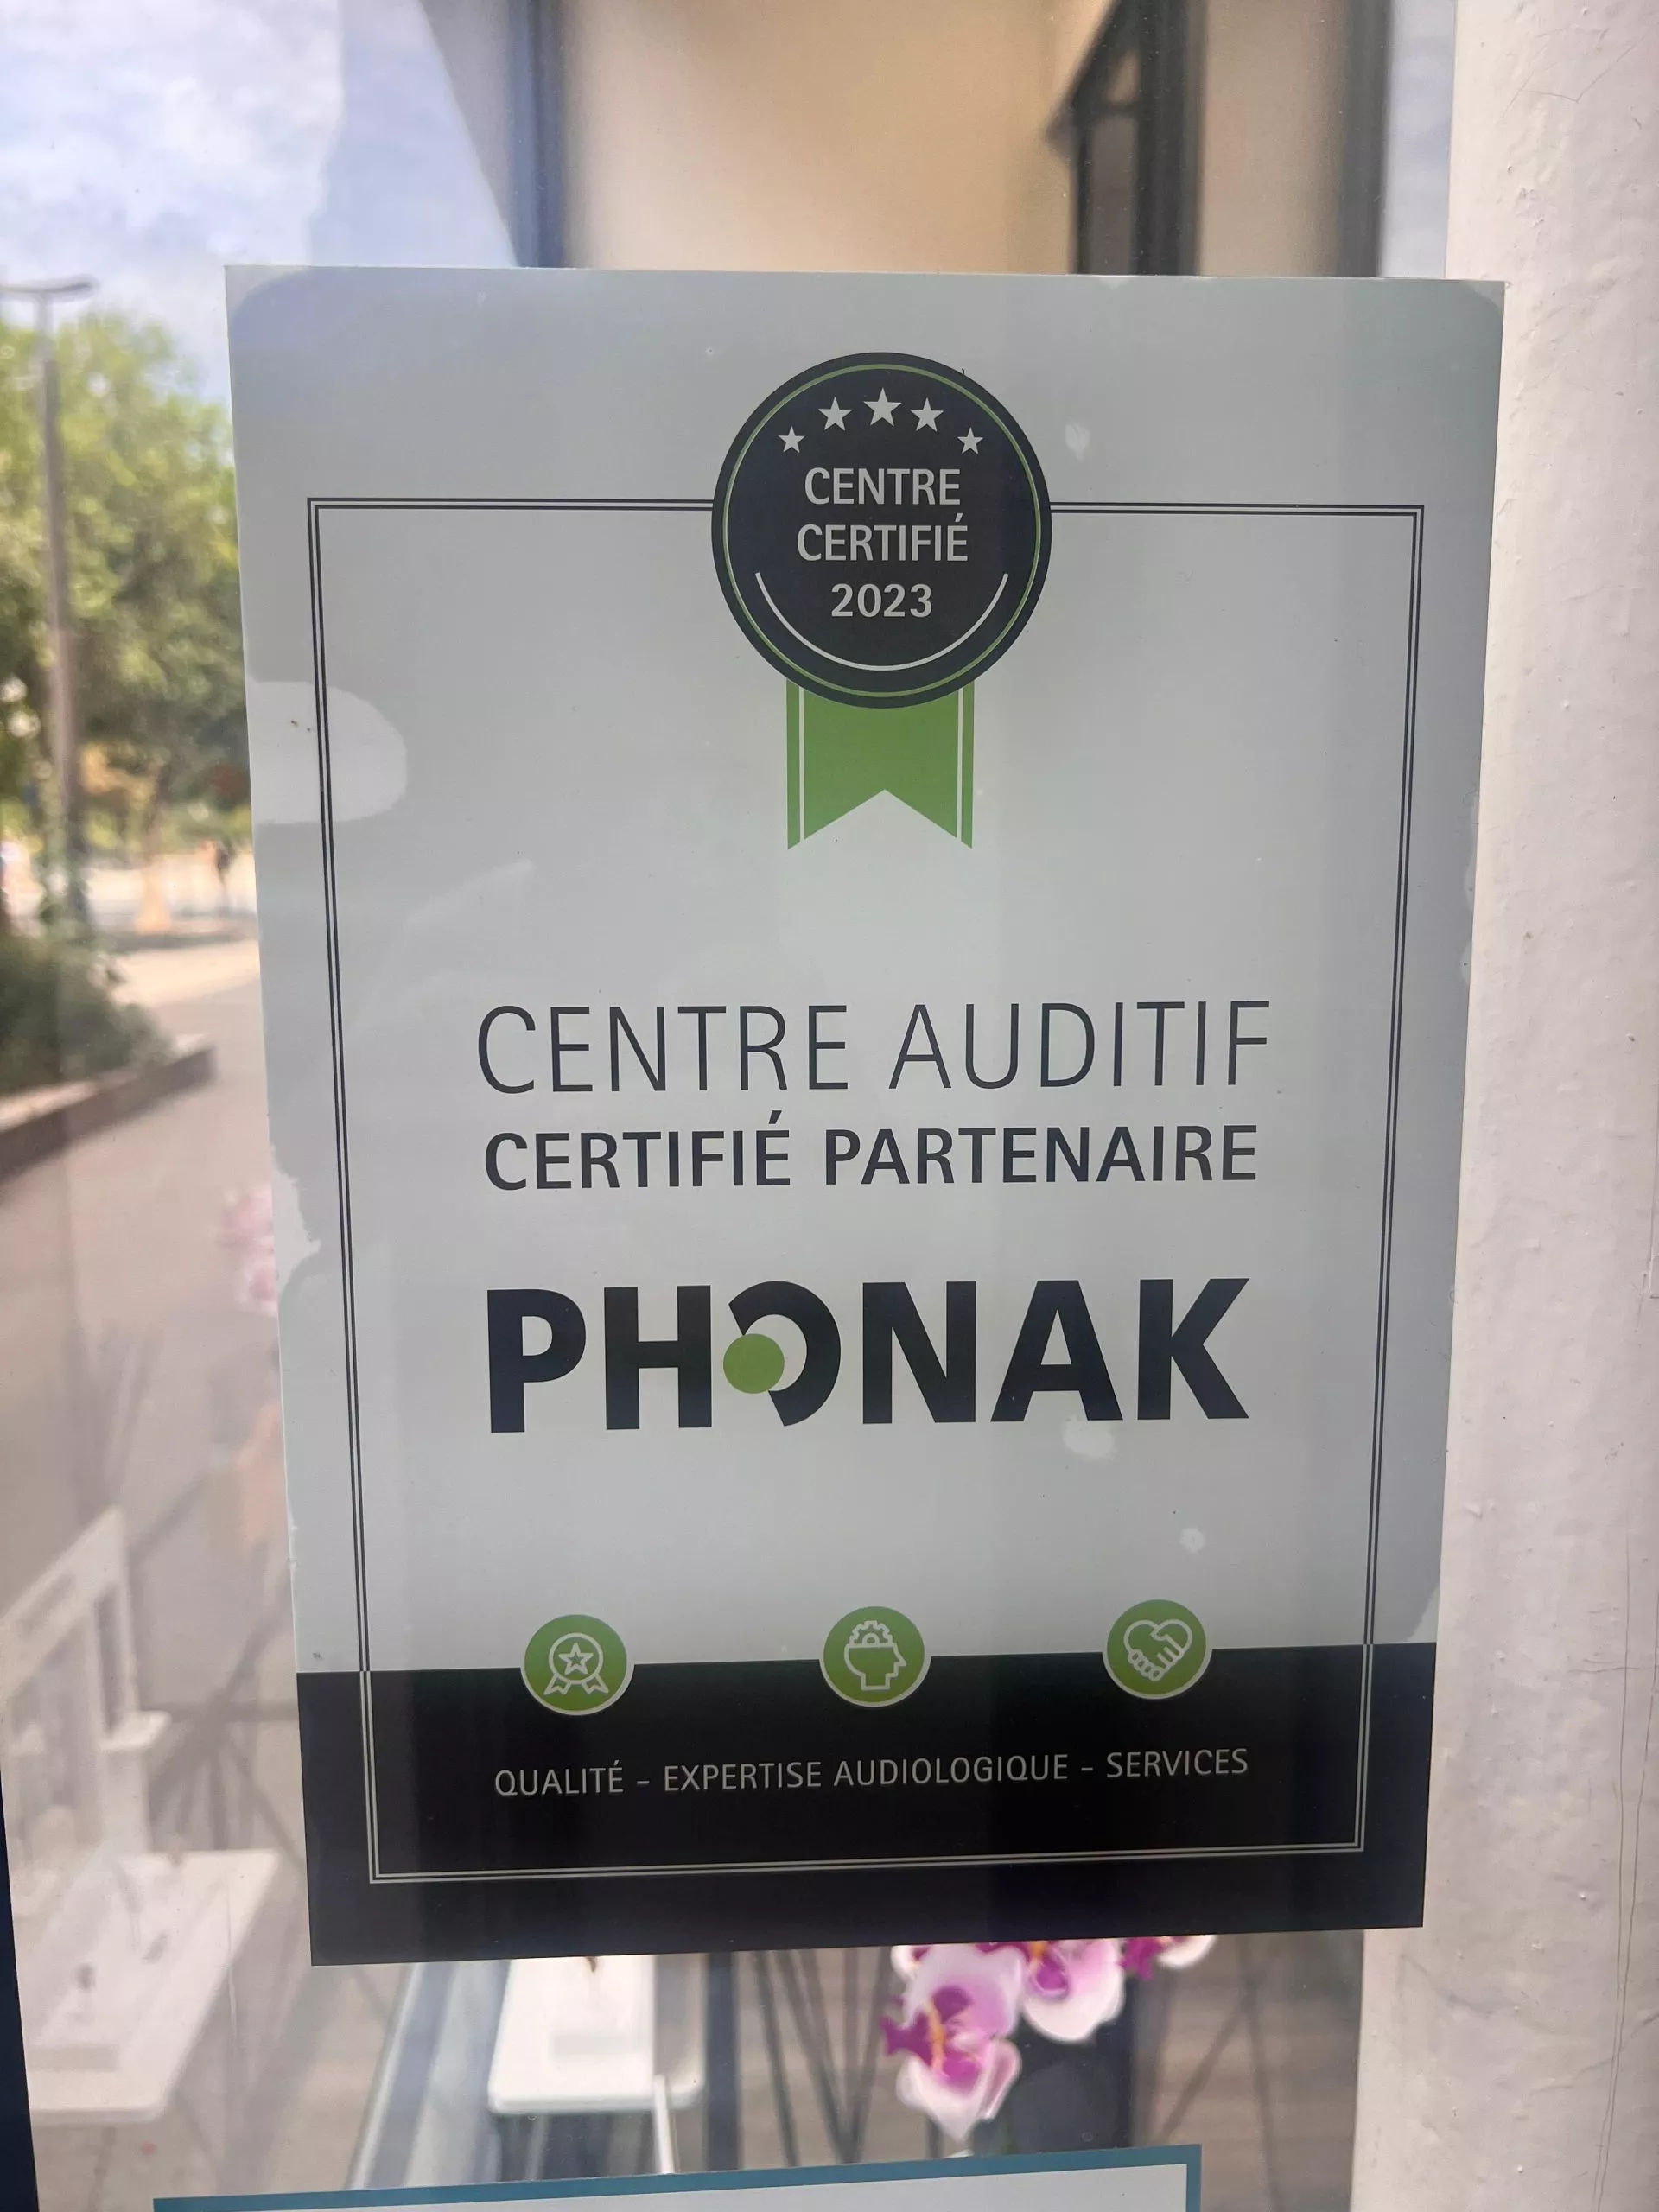 CENTRE
CERTIFIÉ
2023
CENTRE AUDITIF
CERTIFIÉ PARTENAIRE
PHONAK
QUALITÉ – EXPERTISE AUDIOLOGIQUE – SERVICES